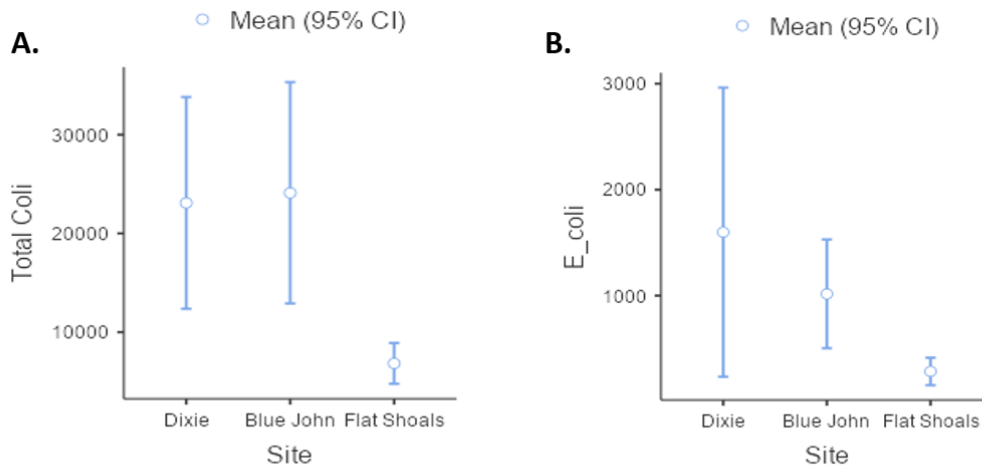 A.
Mean (95% CI)
Total Coli
30000
20000
10000
Dixie Blue John Flat Shoals
Site
B.
Mean (95% CI)
E_coli
3000
2000
1000
Dixie Blue John Flat Shoals
Site